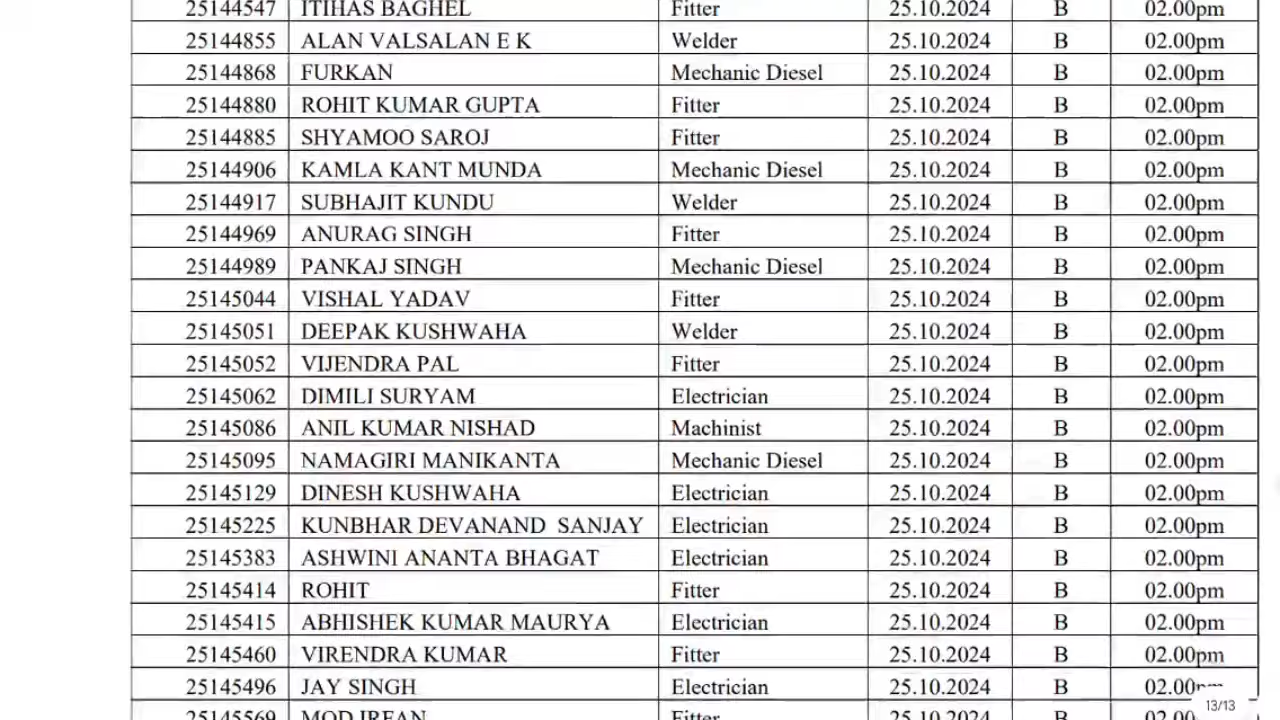 25144547 ITIHAS BAGHEL Fitter 25.10.2024 B 02.00pm
25144855 ALAN VALSALAN E K Welder 25.10.2024 B 02.00pm
25144868 FURKAN Mechanic Diesel 25.10.2024 B 02.00pm
25144880 ROHIT KUMAR GUPTA Fitter 25.10.2024 B 02.00pm
25144885 SHYAMOO SAROJ Fitter 25.10.2024 B 02.00pm
25144906 KAMLA KANT MUNDA Mechanic Diesel 25.10.2024 B 02.00pm
25144917 SUBHAJIT KUNDU Welder 25.10.2024 B 02.00pm
25144969 ANURAG SINGH Fitter 25.10.2024 B 02.00pm
25144989 PANKAJ SINGH Mechanic Diesel 25.10.2024 B 02.00pm
25145044 VISHAL YADAV Fitter 25.10.2024 B 02.00pm
25145051 DEEPAK KUSHWAHA Welder 25.10.2024 B 02.00pm
25145052 VIJENDRA PAL Fitter 25.10.2024 B 02.00pm
25145062 DIMILI SURYAM Electrician 25.10.2024 B 02.00pm
25145086 ANIL KUMAR NISHAD Machinist 25.10.2024 B 02.00pm
25145095 NAMAGIRI MANIKANTA Mechanic Diesel 25.10.2024 B 02.00pm
25145129 DINESH KUSHWAHA Electrician 25.10.2024 B 02.00pm
25145225 KUNBHAR DEVANAND  SANJAY Electrician 25.10.2024 B 02.00pm
25145383 ASHWINI ANANTA BHAGAT Electrician 25.10.2024 B 02.00pm
25145414 ROHIT Fitter 25.10.2024 B 02.00pm
25145415 ABHISHEK KUMAR MAURYA Electrician 25.10.2024 B 02.00pm
25145460 VIRENDRA KUMAR Fitter 25.10.2024 B 02.00pm
25145496 JAY SINGH Electrician 25.10.2024 B 02.00pm
25145569 MOD IRFAN Fitter 25.10.2024 B
13/13